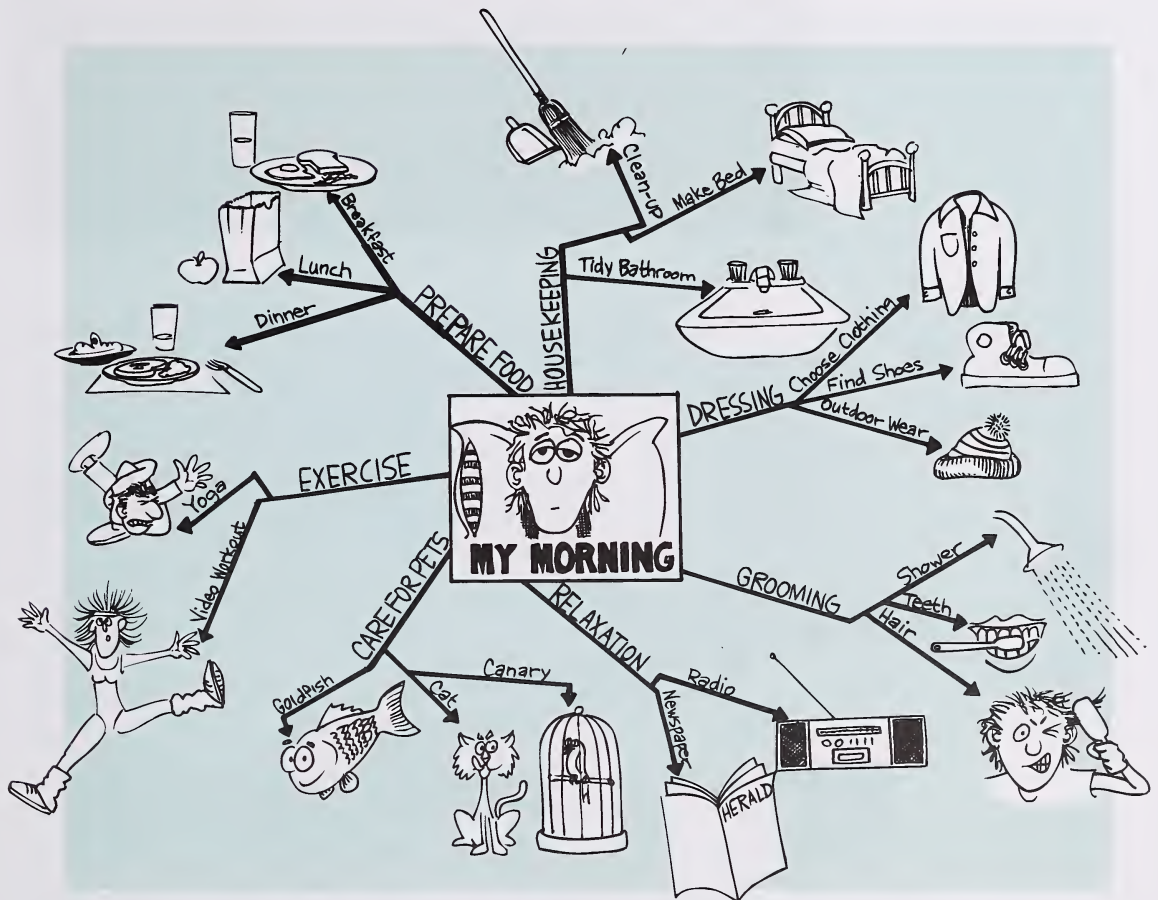 Clean-up
Make Bed
Tidy Bathroom
HOUSEKEEPING
Breakfast
Lunch
Dinner
PREPARE FOOD
DRESSING
Choose Clothing
Find Shoes
Outdoor Wear
EXERCISE
Yoga
Video Workout
MY MORNING
GROOMING
Shower
Teeth
Hair
CARE FOR PETS
Goldfish
Cat
Canary
RELAXATION
Radio
Newspaper
HERALD